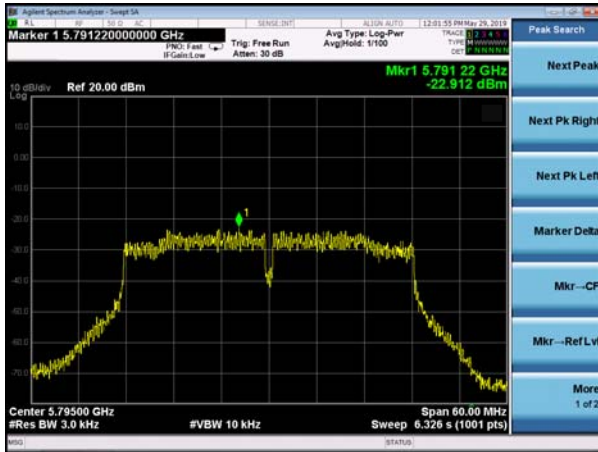 Agilent Spectrum Analyzer - Swept SA
RL RF 50 Ω AC SENSE:INT ALIGN AUTO 12:01:55 PM May 29, 2019
Marker 1 5.791220000000 GHz Avg Type: Log-Pwr TRACE 1 2 3 4 5 6
PNO: Fast Trig: Free Run Avg|Hold: 1/100 TYPE M WWWWW
IFGain:Low Atten: 30 dB DET P NNNNN
Mkr1 5.791 22 GHz
10 dB/div Ref 20.00 dBm -22.912 dBm
Log
10.0
0.00
-10.0
-20.0
-30.0
-40.0
-50.0
-60.0
-70.0
1
Center 5.79500 GHz Span 60.00 MHz
#Res BW 3.0 kHz #VBW 10 kHz Sweep 6.326 s (1001 pts)
MSG STATUS
Peak Search
Next Peak
Next Pk Right
Next Pk Left
Marker Delta
Mkr→CF
Mkr→Ref Lvl
More
1 of 2